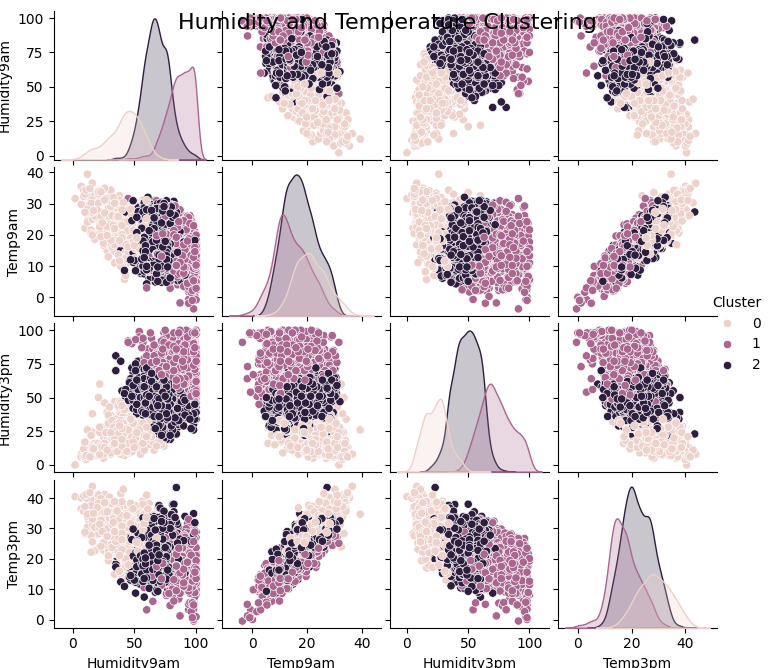 Humidity and Temperature Clustering
100
75
50
25
0
Humidity9am
40
30
20
10
0
Temp9am
Cluster
0
1
2
100
75
50
25
0
Humidity3pm
40
30
20
10
0
Temp3pm
0 50 100
0 20 40
0 50 100
0 20 40
Humidity9am Temp9am Humidity3pm Temp3pm